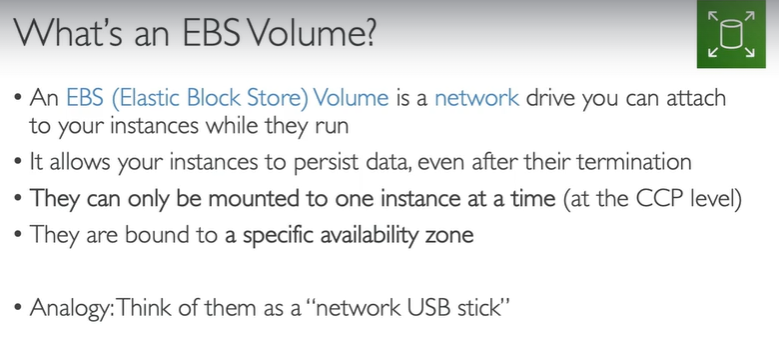 What's an EBS Volume?
• An EBS (Elastic Block Store) Volume is a network drive you can attach
to your instances while they run
• It allows your instances to persist data, even after their termination
• They can only be mounted to one instance at a time (at the CCP level)
• They are bound to a specific availability zone
• Analogy: Think of them as a “network USB stick”